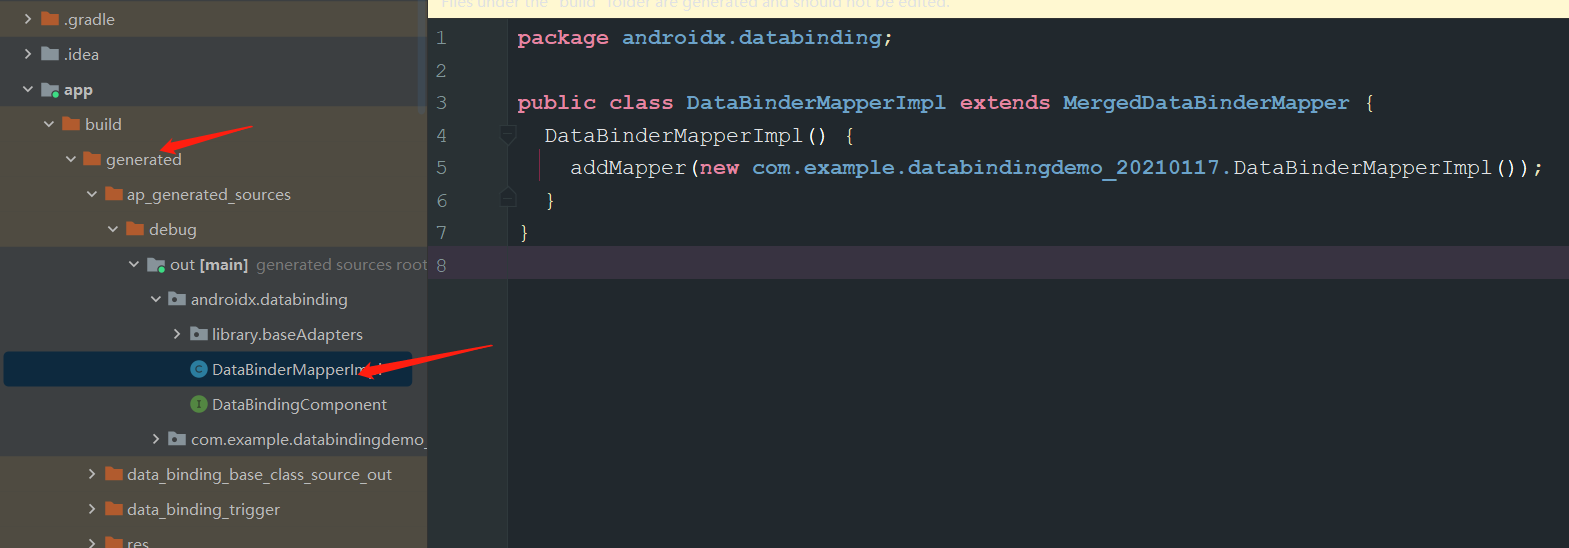 .gradle
.idea
app
build
generated
ap_generated_sources
debug
out [main] generated sources root
androidx.databinding
library.baseAdapters
DataBinderMapperImpl
DataBindingComponent
com.example.databindingdemo_
data_binding_base_class_source_out
data_binding_trigger
res
Files under the "build" folder are generated and should not be edited.
1 package androidx.databinding;
2
3 public class DataBinderMapperImpl extends MergedDataBinderMapper {
4 DataBinderMapperImpl() {
5 addMapper(new com.example.databindingdemo_20210117.DataBinderMapperImpl());
6 }
7 }
8